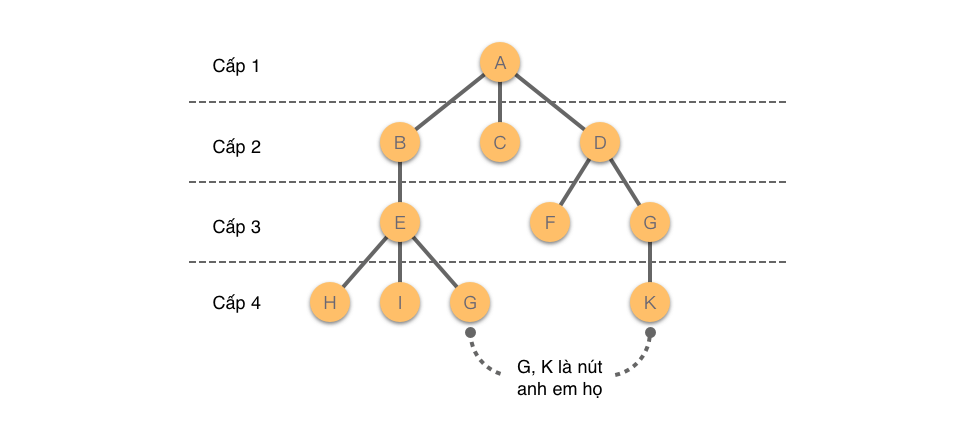 Cấp 1
A
Cấp 2
B
C
D
Cấp 3
E
F
G
Cấp 4
H
I
G
K
G, K là nút
anh em họ